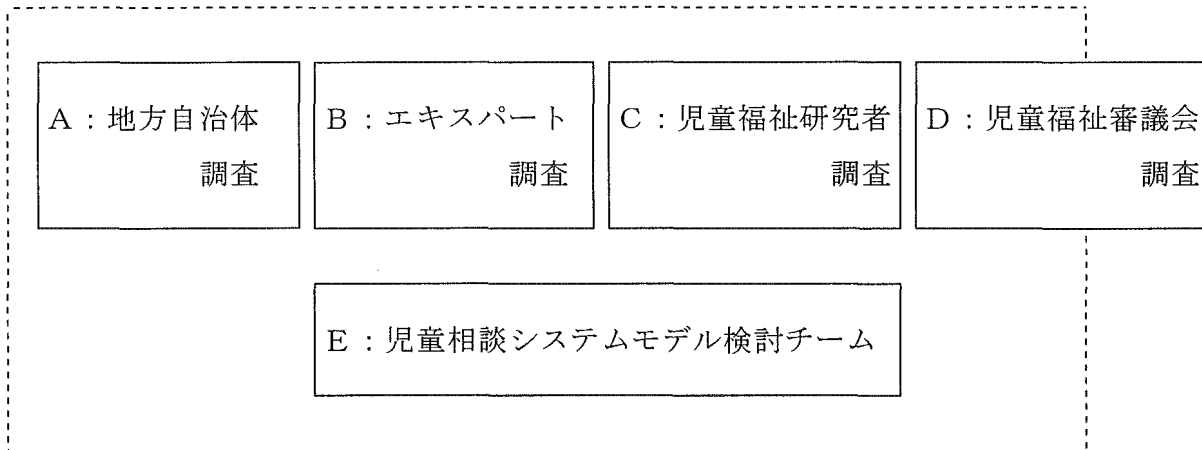 A：地方自治体
調査
B：エキスパート
調査
C：児童福祉研究者
調査
D：児童福祉審議会
調査
E：児童相談システムモデル検討チーム